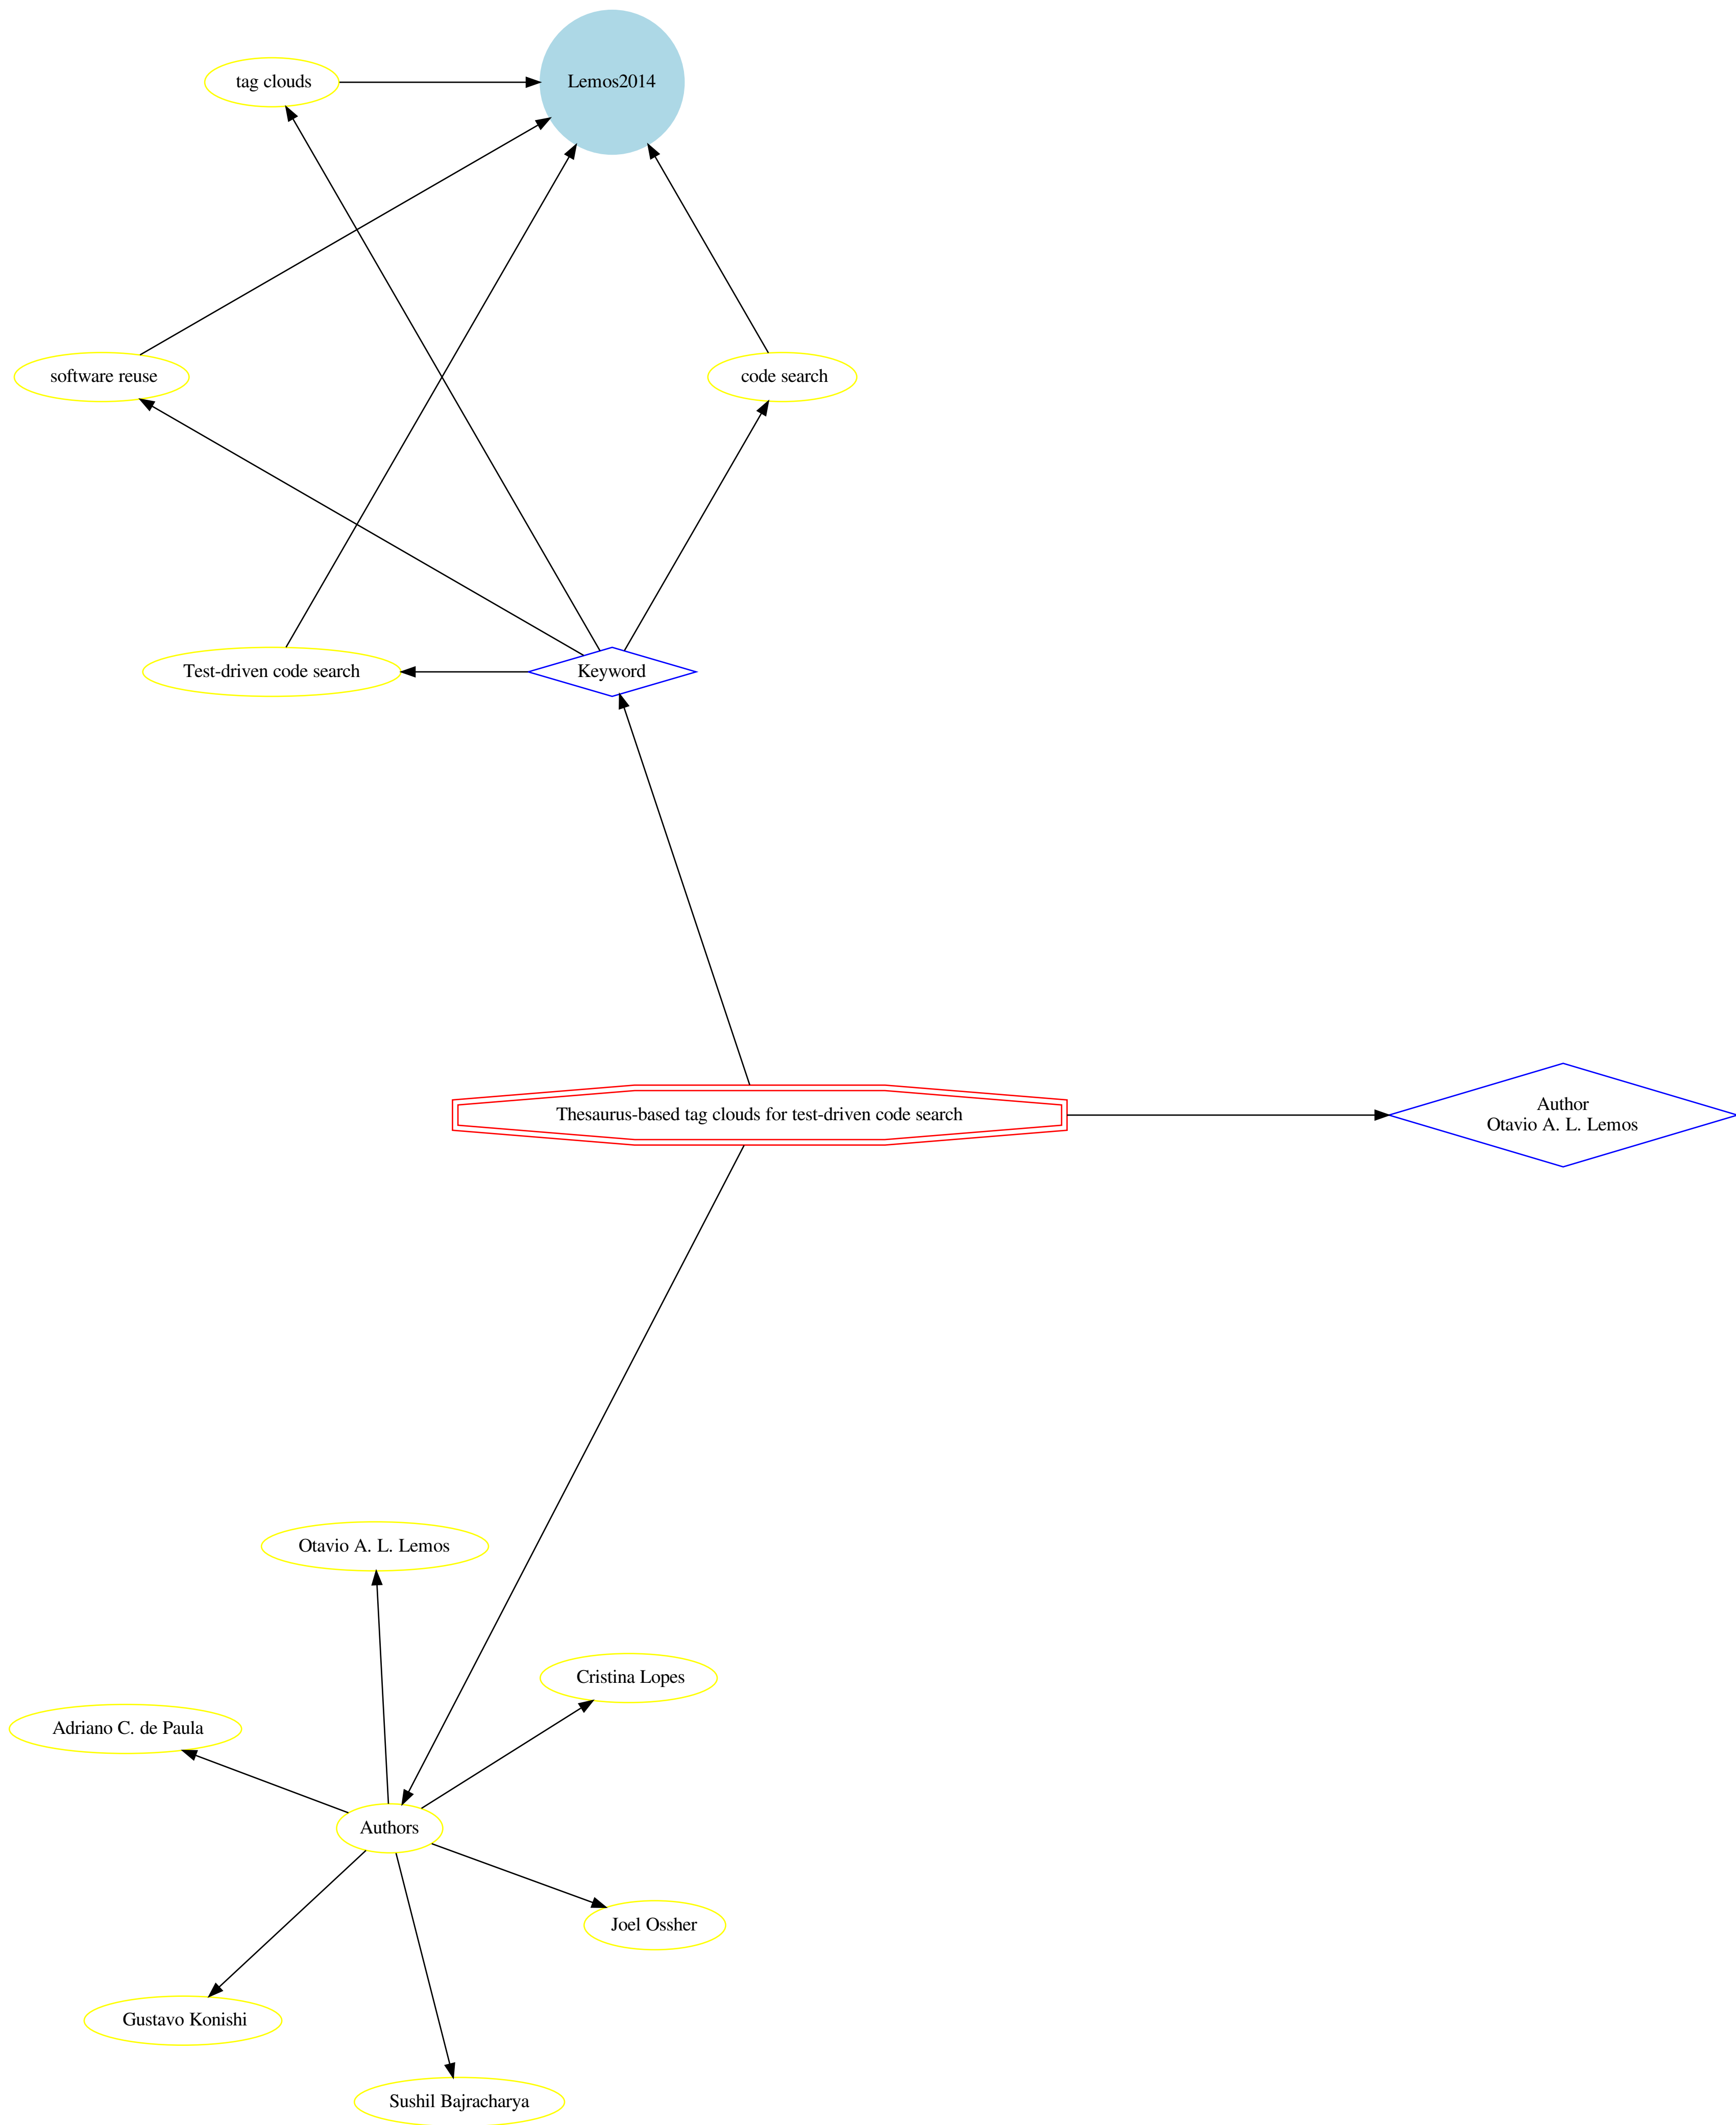 tag clouds
Lemos2014
software reuse
code search
Test-driven code search
Keyword
Thesaurus-based tag clouds for test-driven code search
Author
Otavio A. L. Lemos
Otavio A. L. Lemos
Cristina Lopes
Adriano C. de Paula
Authors
Joel Ossher
Gustavo Konishi
Sushil Bajracharya